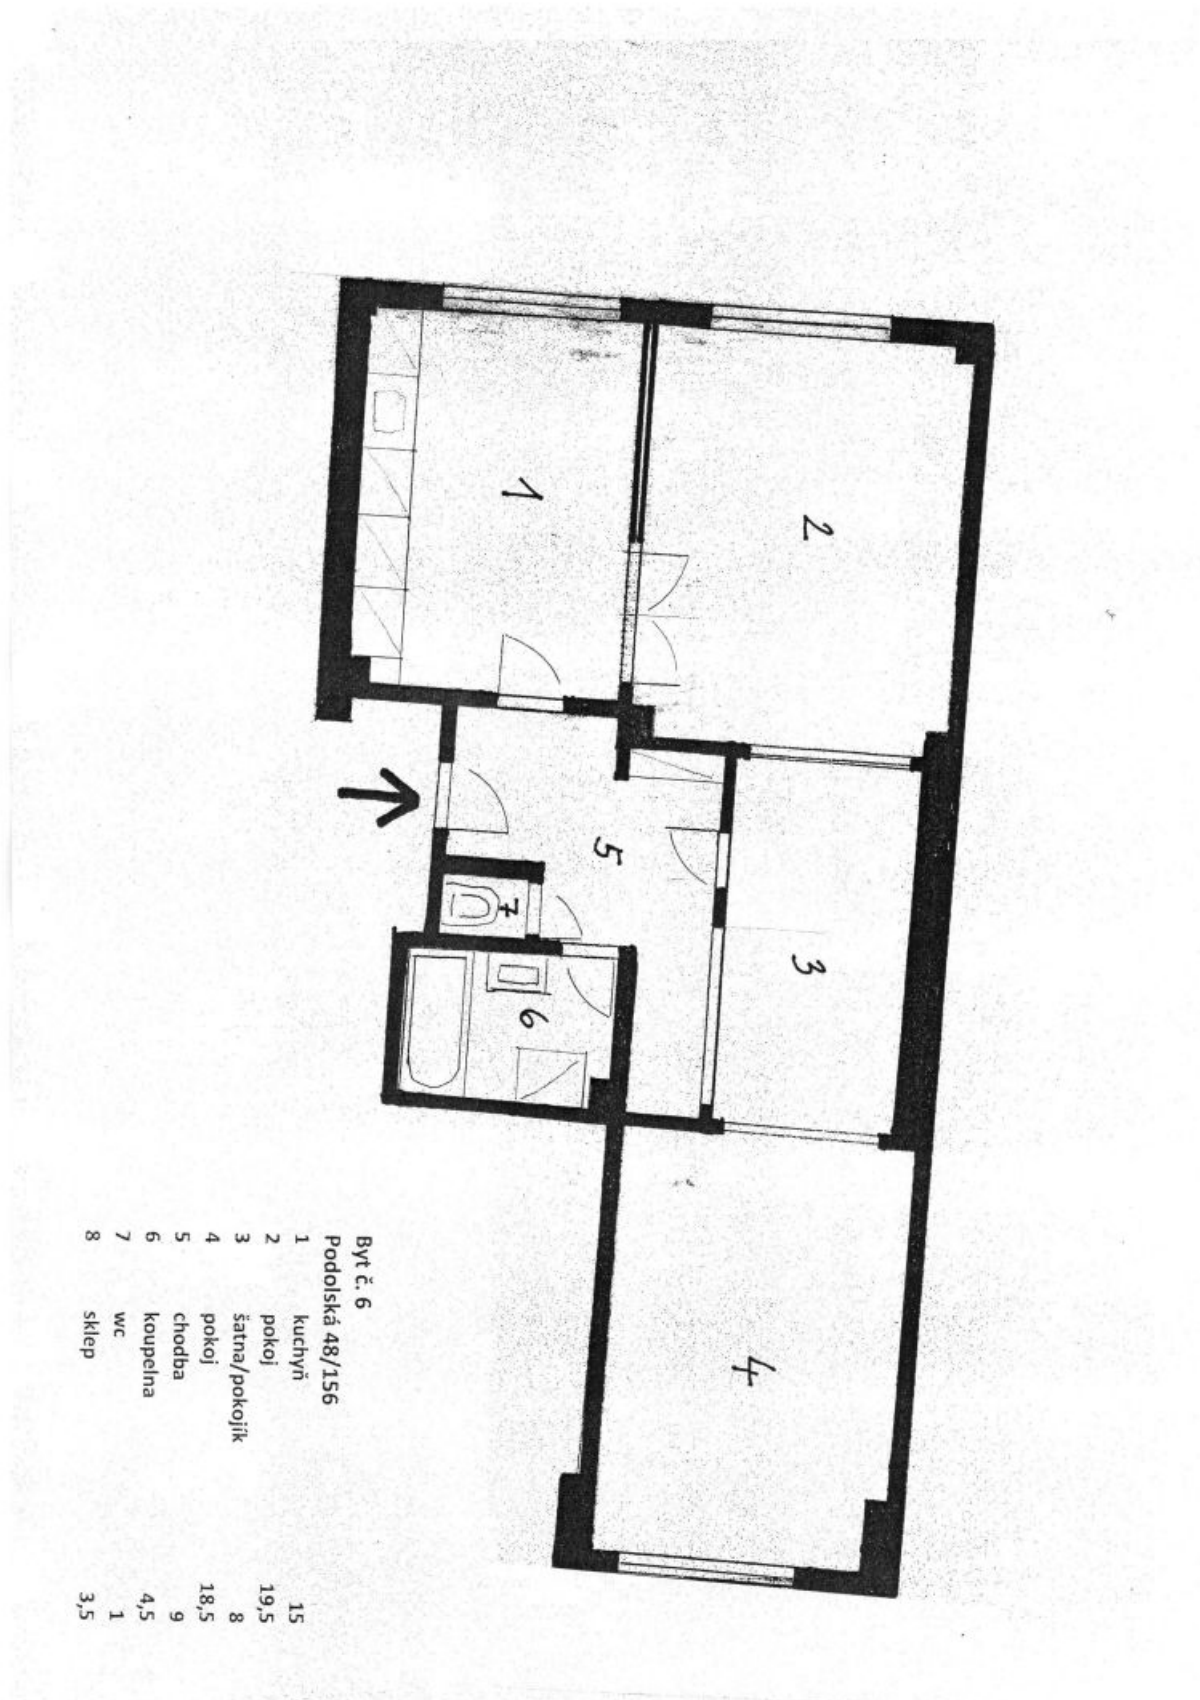 1
2
3
4
5
6
7
Byt č. 6
Podolská 48/156
1 kuchyň 15
2 pokoj 19,5
3 šatna/pokojík 8
4 pokoj 18,5
5 chodba 9
6 koupelna 4,5
7 wc 1
8 sklep 3,5